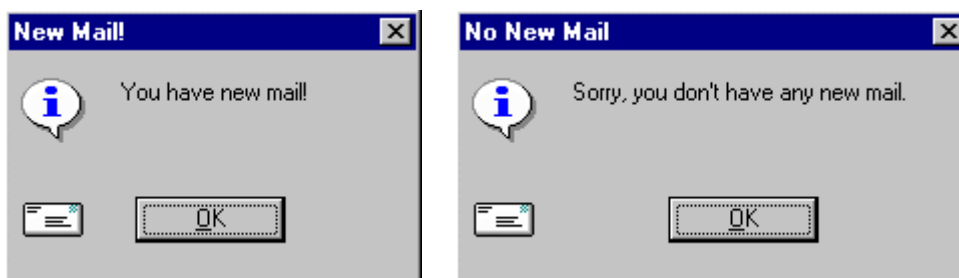 New Mail!
You have new mail!
OK
No New Mail
Sorry, you don't have any new mail.
OK